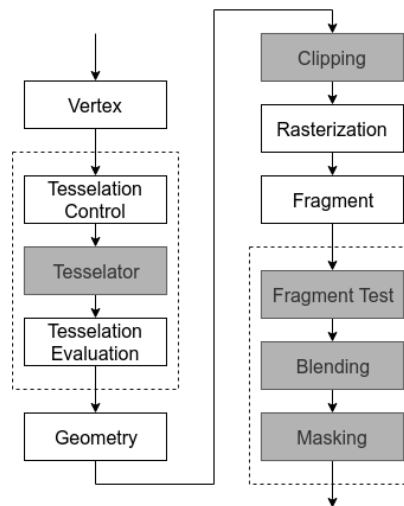 Vertex
Tesselation
Control
Tesselator
Tesselation
Evaluation
Geometry
Clipping
Rasterization
Fragment
Fragment Test
Blending
Masking